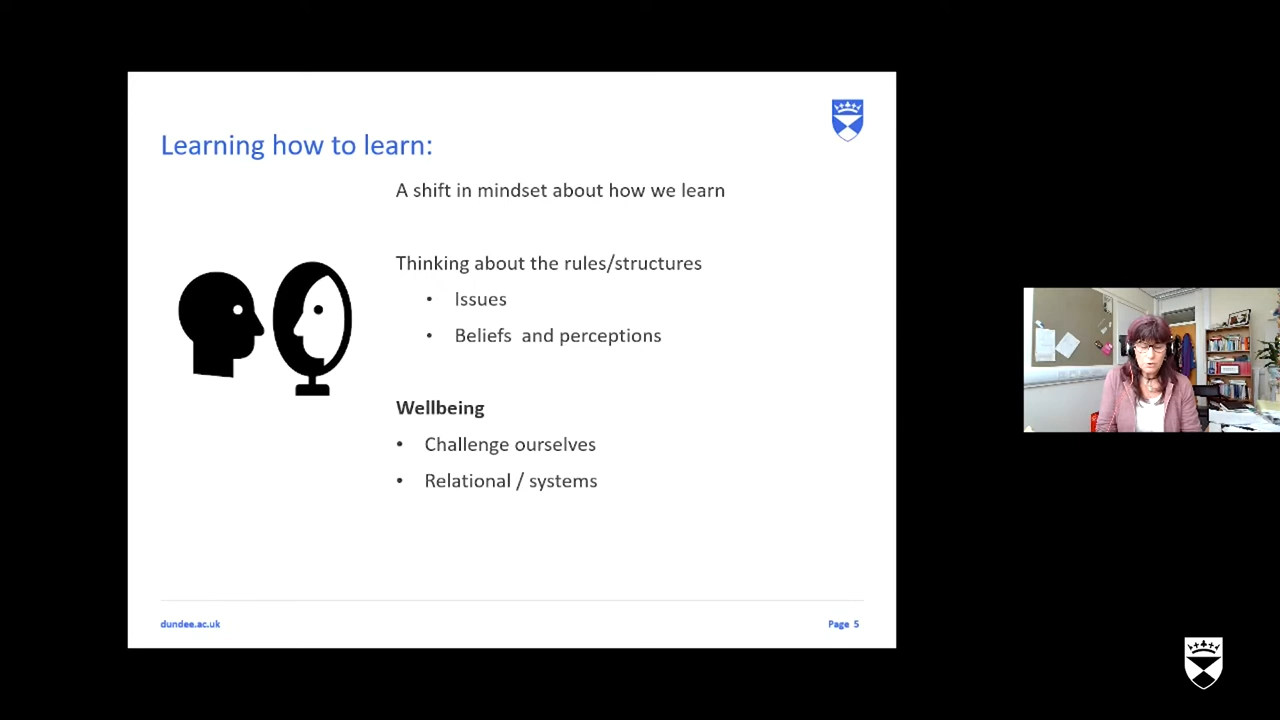 Learning how to learn:
A shift in mindset about how we learn
Thinking about the rules/structures
• Issues
• Beliefs and perceptions
Wellbeing
• Challenge ourselves
• Relational / systems
dundee.ac.uk
Page 5